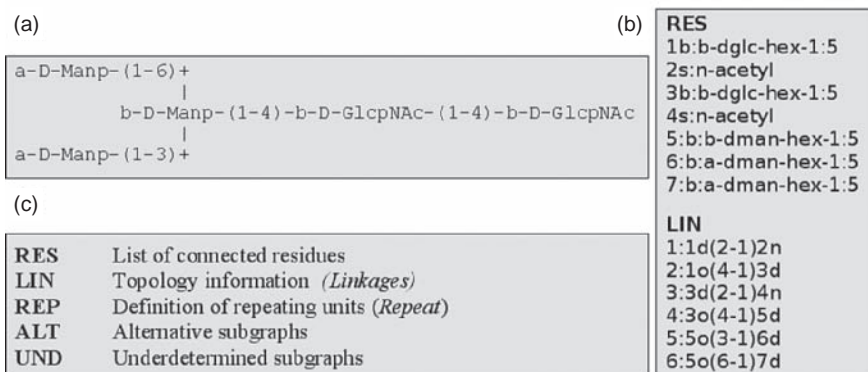 (a)
a-D-Manp-(1-6)+
|
b-D-Manp-(1-4)-b-D-GlcpNAc-(1-4)-b-D-GlcpNAc
|
a-D-Manp-(1-3)+
(b)
RES
1b:b-dglc-hex-1:5
2s:n-acetyl
3b:b-dglc-hex-1:5
4s:n-acetyl
5:b:b-dman-hex-1:5
6:b:a-dman-hex-1:5
7:b:a-dman-hex-1:5
LIN
1:1d(2-1)2n
2:1o(4-1)3d
3:3d(2-1)4n
4:3o(4-1)5d
5:5o(3-1)6d
6:5o(6-1)7d
(c)
RES List of connected residues
LIN Topology information (Linkages)
REP Definition of repeating units (Repeat)
ALT Alternative subgraphs
UND Underdetermined subgraphs